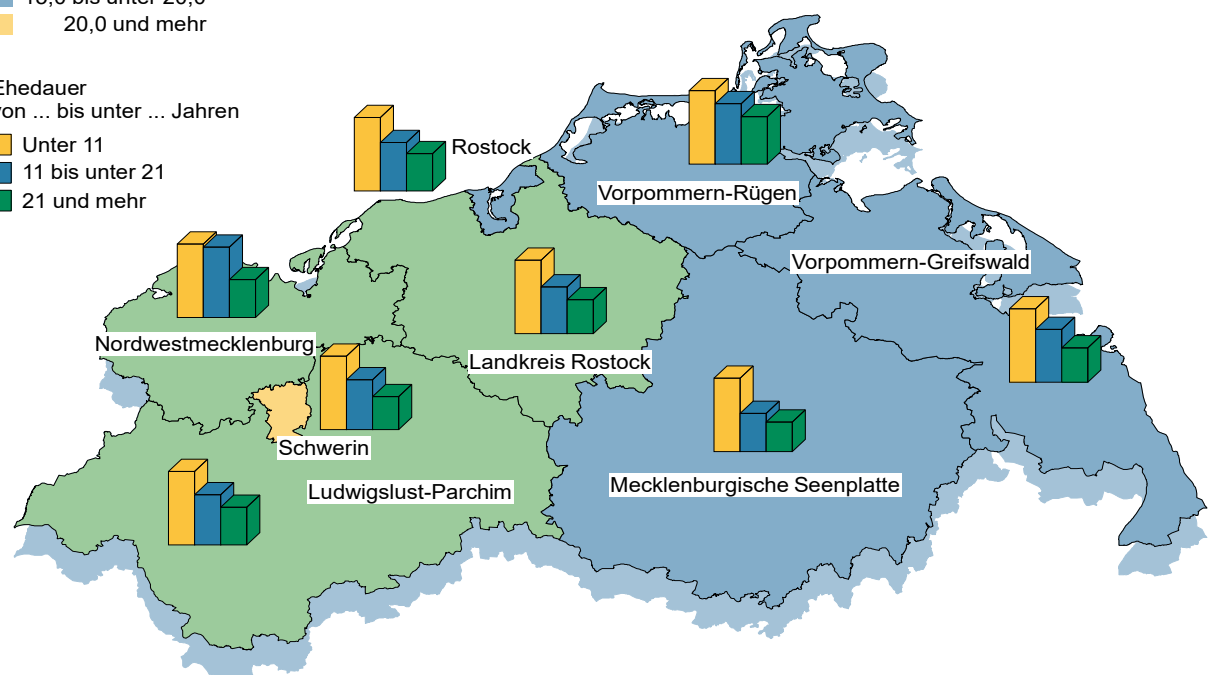 20,0 und mehr
Ehedauer
von ... bis unter ... Jahren
Unter 11
11 bis unter 21
21 und mehr
Rostock
Vorpommern-Rügen
Vorpommern-Greifswald
Nordwestmecklenburg
Landkreis Rostock
Schwerin
Ludwigslust-Parchim
Mecklenburgische Seenplatte